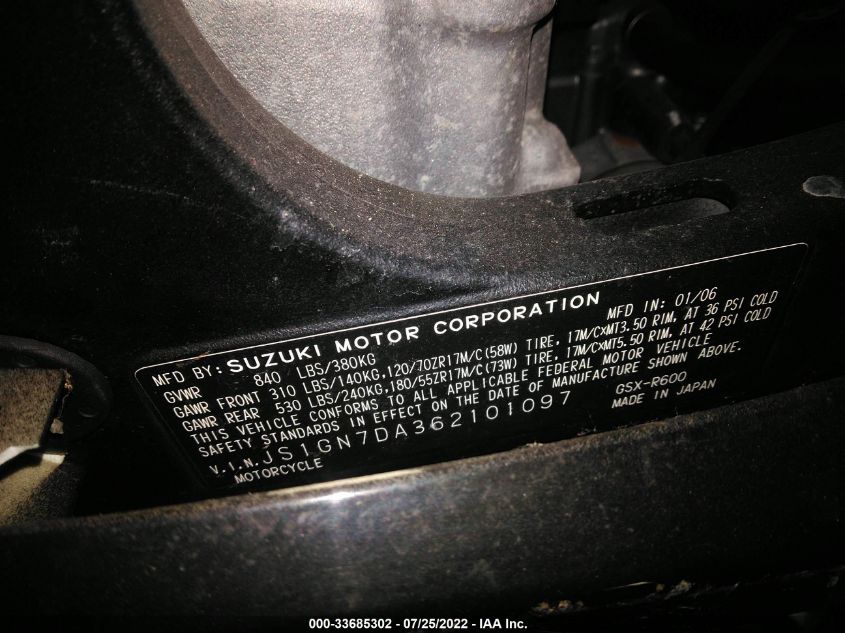 MFD BY: SUZUKI MOTOR CORPORATION MFD IN: 01/06
GVWR 840 LBS/380KG
GAWR FRONT 310 LBS/140KG, 120/70ZR17M/C(58W) TIRE, 17M/C×MT3.50 RIM, AT 36 PSI COLD
GAWR REAR 530 LBS/240KG, 180/55ZR17M/C(73W) TIRE, 17M/C×MT5.50 RIM, AT 42 PSI COLD
THIS VEHICLE CONFORMS TO ALL APPLICABLE FEDERAL MOTOR VEHICLE
SAFETY STANDARDS IN EFFECT ON THE DATE OF MANUFACTURE SHOWN ABOVE.
V.I.N. JS1GN7DA362101097 GSX-R600
MOTORCYCLE MADE IN JAPAN
000-33685302 - 07/25/2022 - IAA Inc.